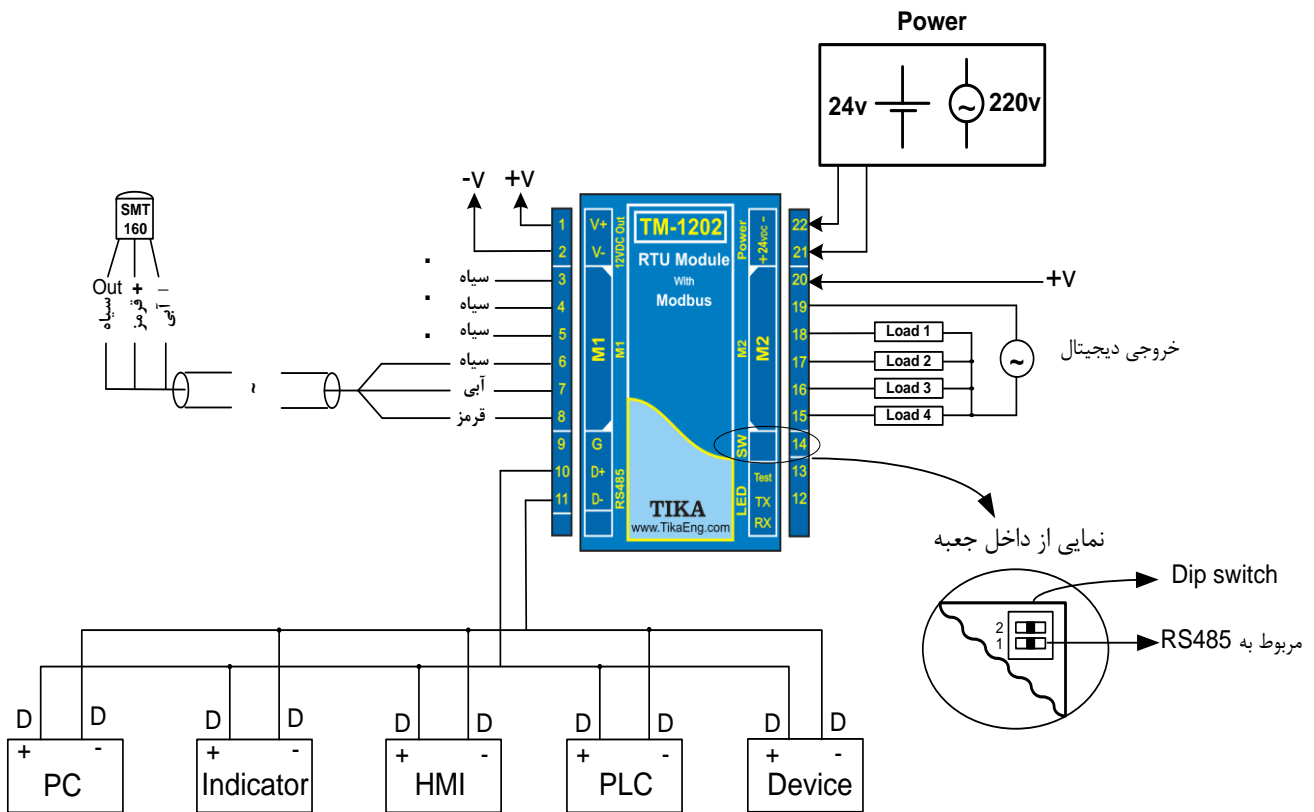 Power
24v
220v
-V
+V
SMT
160
Out
+
–
سیاه
قرمز
آبی
~
سیاه
سیاه
سیاه
سیاه
آبی
قرمز
1
2
3
4
5
6
7
8
9
10
11
V+
V-
12VDC Out
M1
M1
G
D+
D-
RS485
TM-1202
RTU Module
With
Modbus
TIKA
www.TikaEng.com
Power
+24VDC -
M2
M2
SW
LED
Test
TX
RX
22
21
20
19
18
17
16
15
14
13
12
+V
Load 1
Load 2
Load 3
Load 4
~
خروجی دیجیتال
نمایی از داخل جعبه
Dip switch
2
1
مربوط به RS485
D D
+ -
PC
D D
+ -
Indicator
D D
+ -
HMI
D D
+ -
PLC
D D
+ -
Device